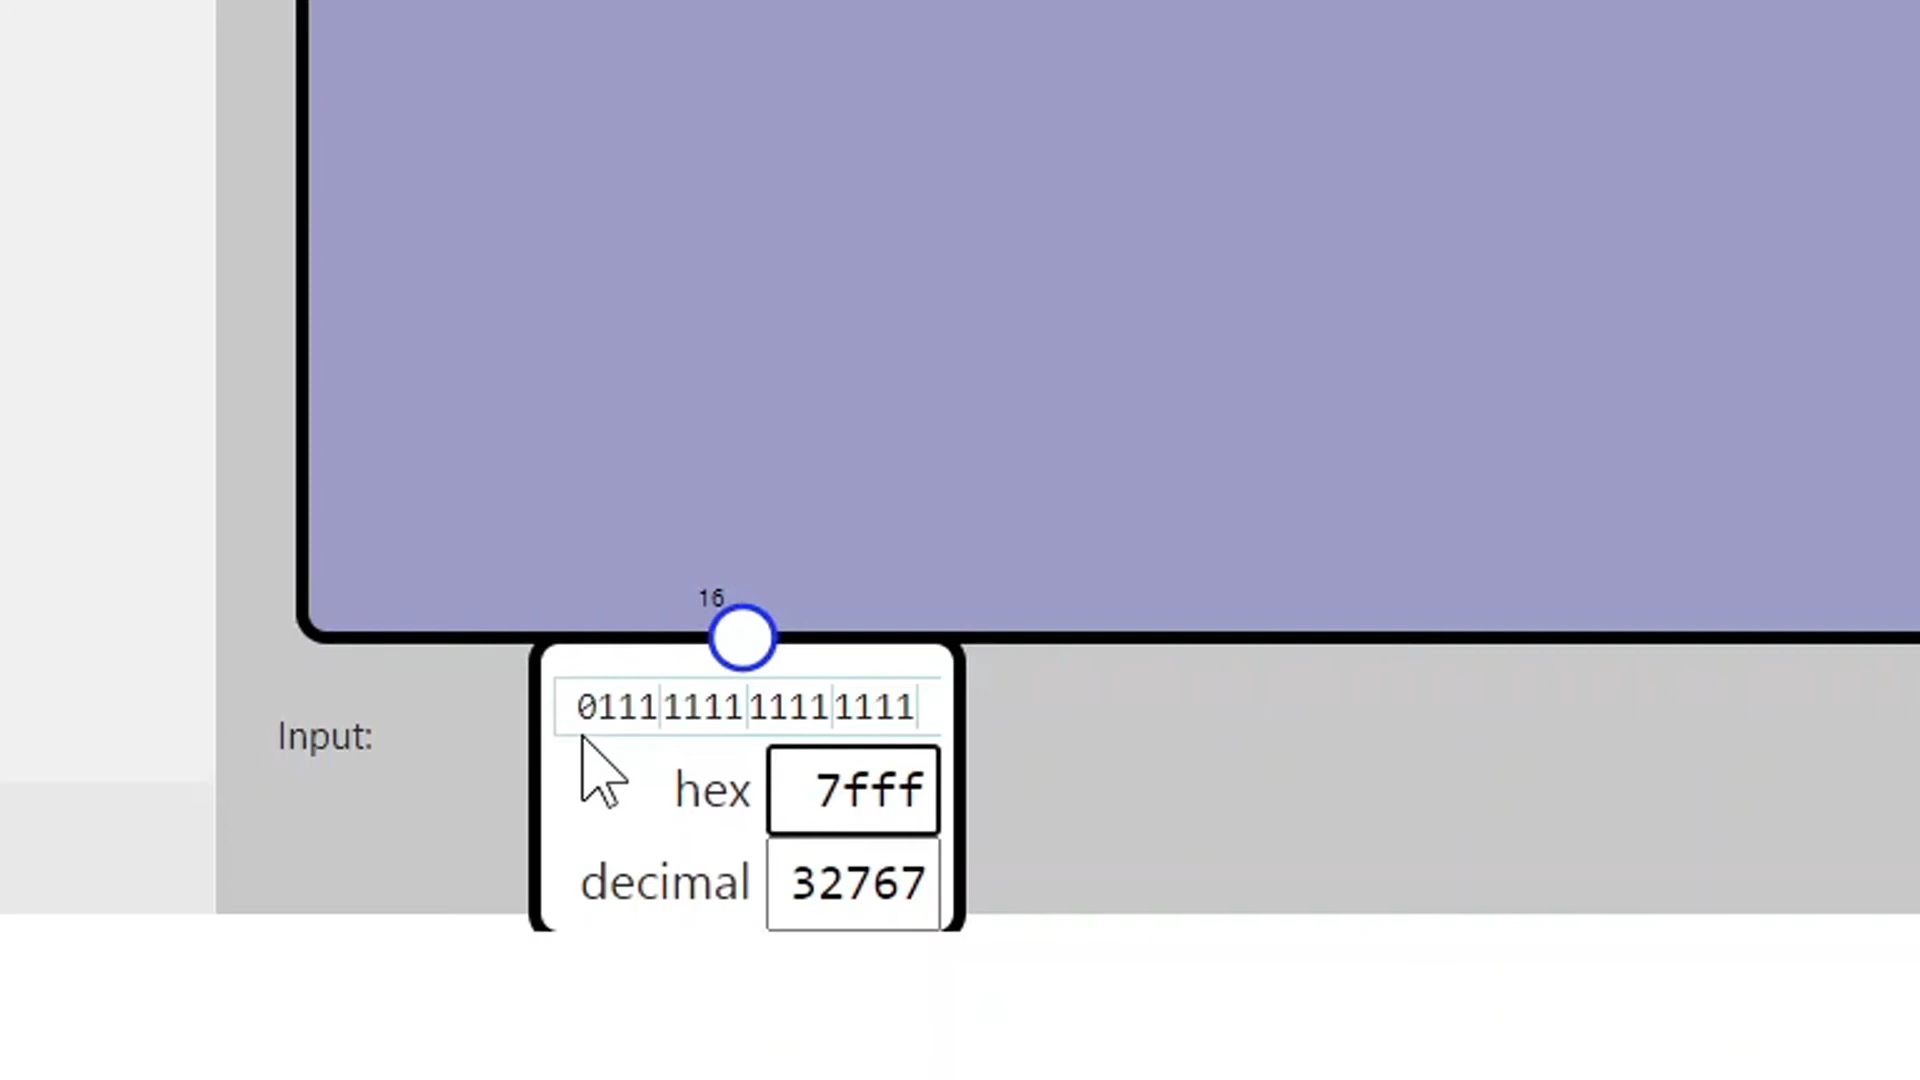 16
0111 1111 1111 1111
Input:
hex 7fff
decimal 32767